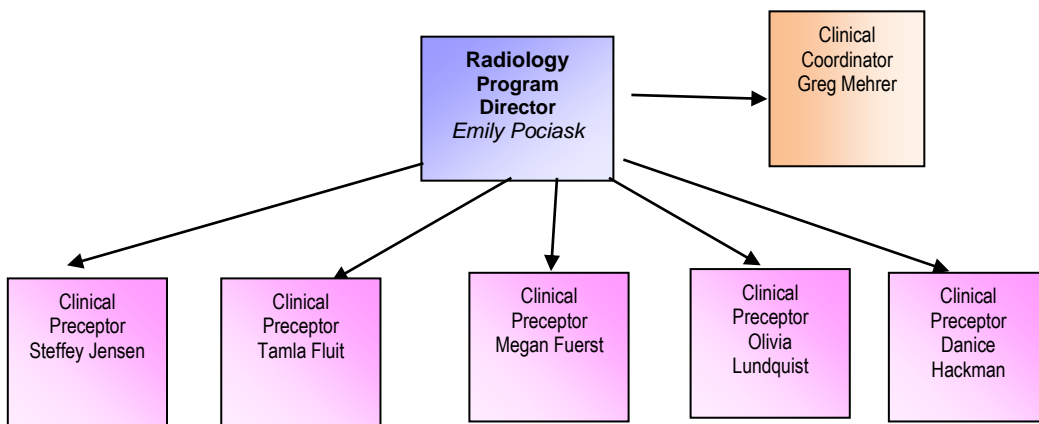 Radiology
Program
Director
Emily Pociask
Clinical
Coordinator
Greg Mehrer
Clinical
Preceptor
Steffey Jensen
Clinical
Preceptor
Tamla Fluit
Clinical
Preceptor
Megan Fuerst
Clinical
Preceptor
Olivia
Lundquist
Clinical
Preceptor
Danice
Hackman